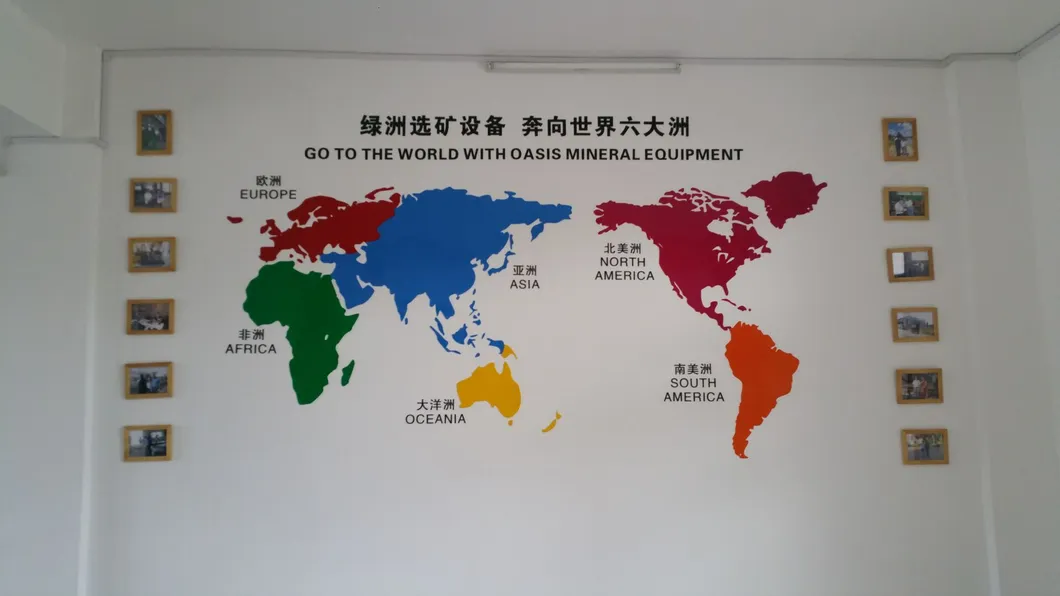 绿洲选矿设备 奔向世界六大洲
GO TO THE WORLD WITH OASIS MINERAL EQUIPMENT
欧洲
EUROPE
亚洲
ASIA
北美洲
NORTH
AMERICA
非洲
AFRICA
南美洲
SOUTH
AMERICA
大洋洲
OCEANIA